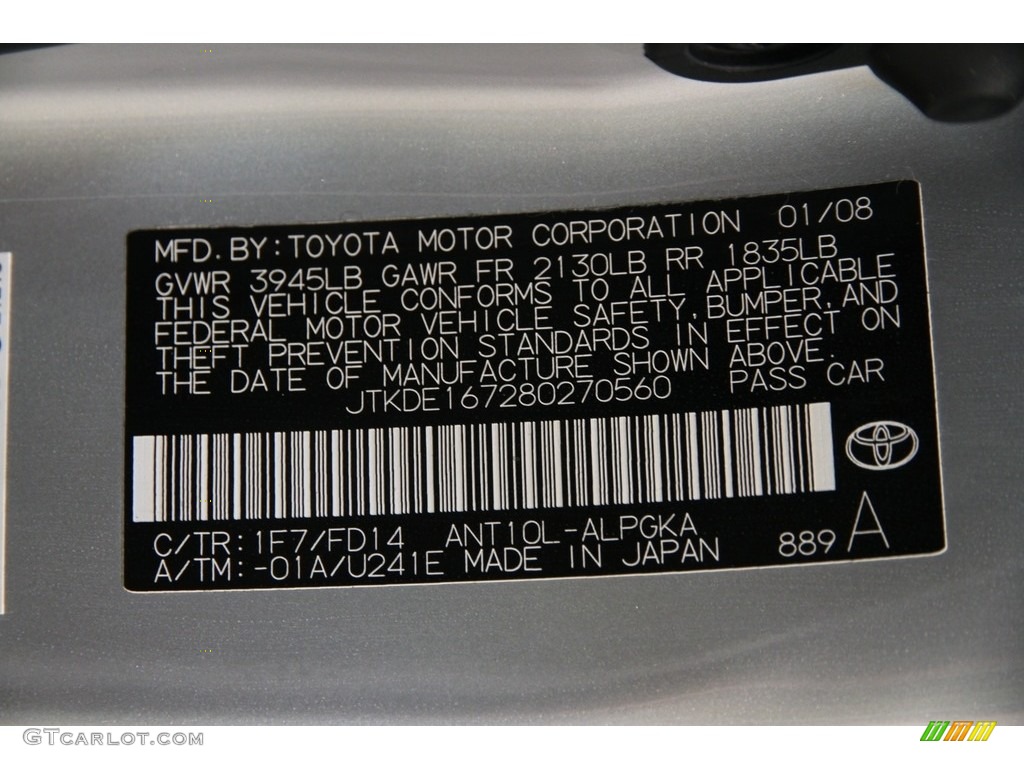 MFD. BY: TOYOTA MOTOR CORPORATION 01/08
GVWR 3945LB GAWR FR 2130LB RR 1835LB
THIS VEHICLE CONFORMS TO ALL APPLICABLE
FEDERAL MOTOR VEHICLE SAFETY, BUMPER, AND
THEFT PREVENTION STANDARDS IN EFFECT ON
THE DATE OF MANUFACTURE SHOWN ABOVE.
JTKDE167280270560 PASS CAR
C/TR: 1F7/FD14 ANT10L-ALPGKA
A/TM: -01A/U241E MADE IN JAPAN 889 A
GTCARLOT.COM